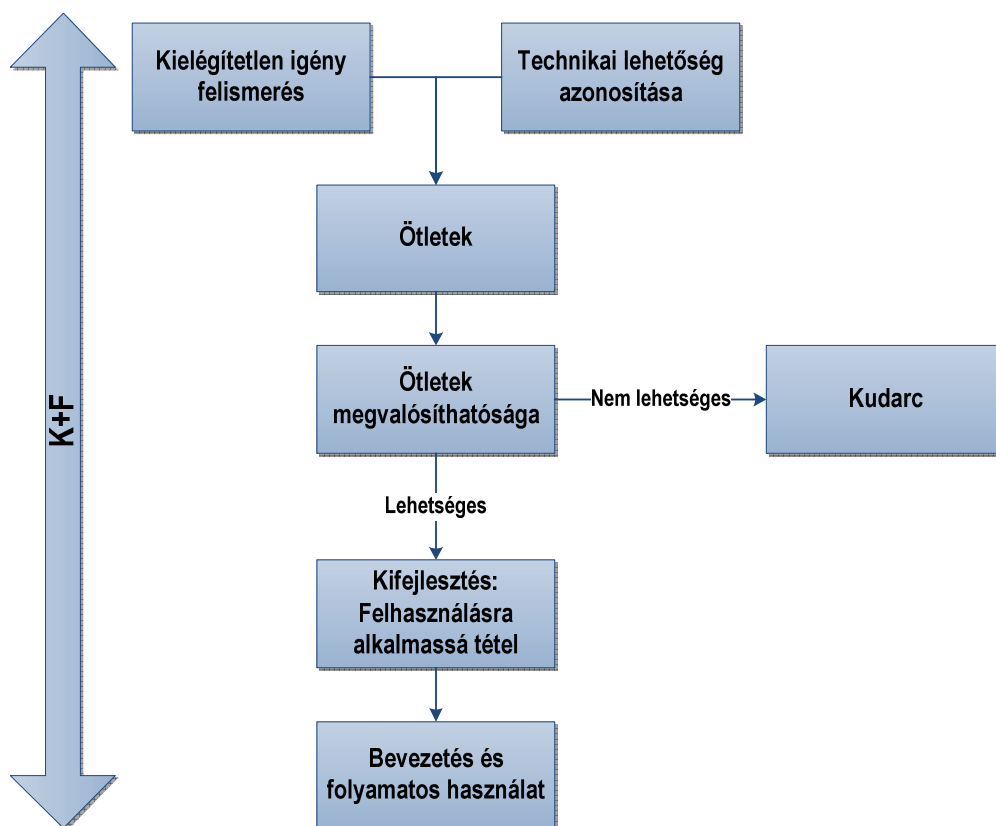 Kielégítetlen igény
felismerés
Technikai lehetőség
azonosítása
Ötletek
Ötletek
megvalósíthatósága
Nem lehetséges
Kudarc
K+F
Lehetséges
Kifejlesztés:
Felhasználásra
alkalmassá tétel
Bevezetés és
folyamatos használat